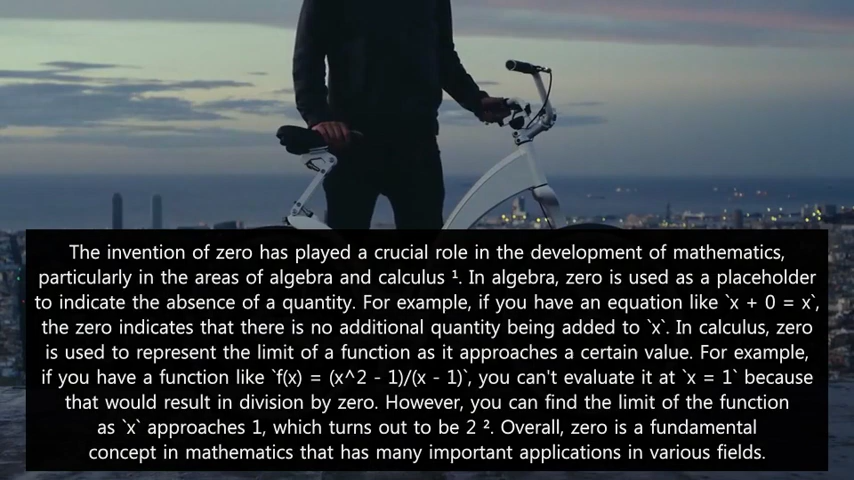 The invention of zero has played a crucial role in the development of mathematics,
particularly in the areas of algebra and calculus ¹. In algebra, zero is used as a placeholder
to indicate the absence of a quantity. For example, if you have an equation like `x + 0 = x`,
the zero indicates that there is no additional quantity being added to `x`. In calculus, zero
is used to represent the limit of a function as it approaches a certain value. For example,
if you have a function like `f(x) = (x^2 - 1)/(x - 1)`, you can't evaluate it at `x = 1` because
that would result in division by zero. However, you can find the limit of the function
as `x` approaches 1, which turns out to be 2 ². Overall, zero is a fundamental
concept in mathematics that has many important applications in various fields.